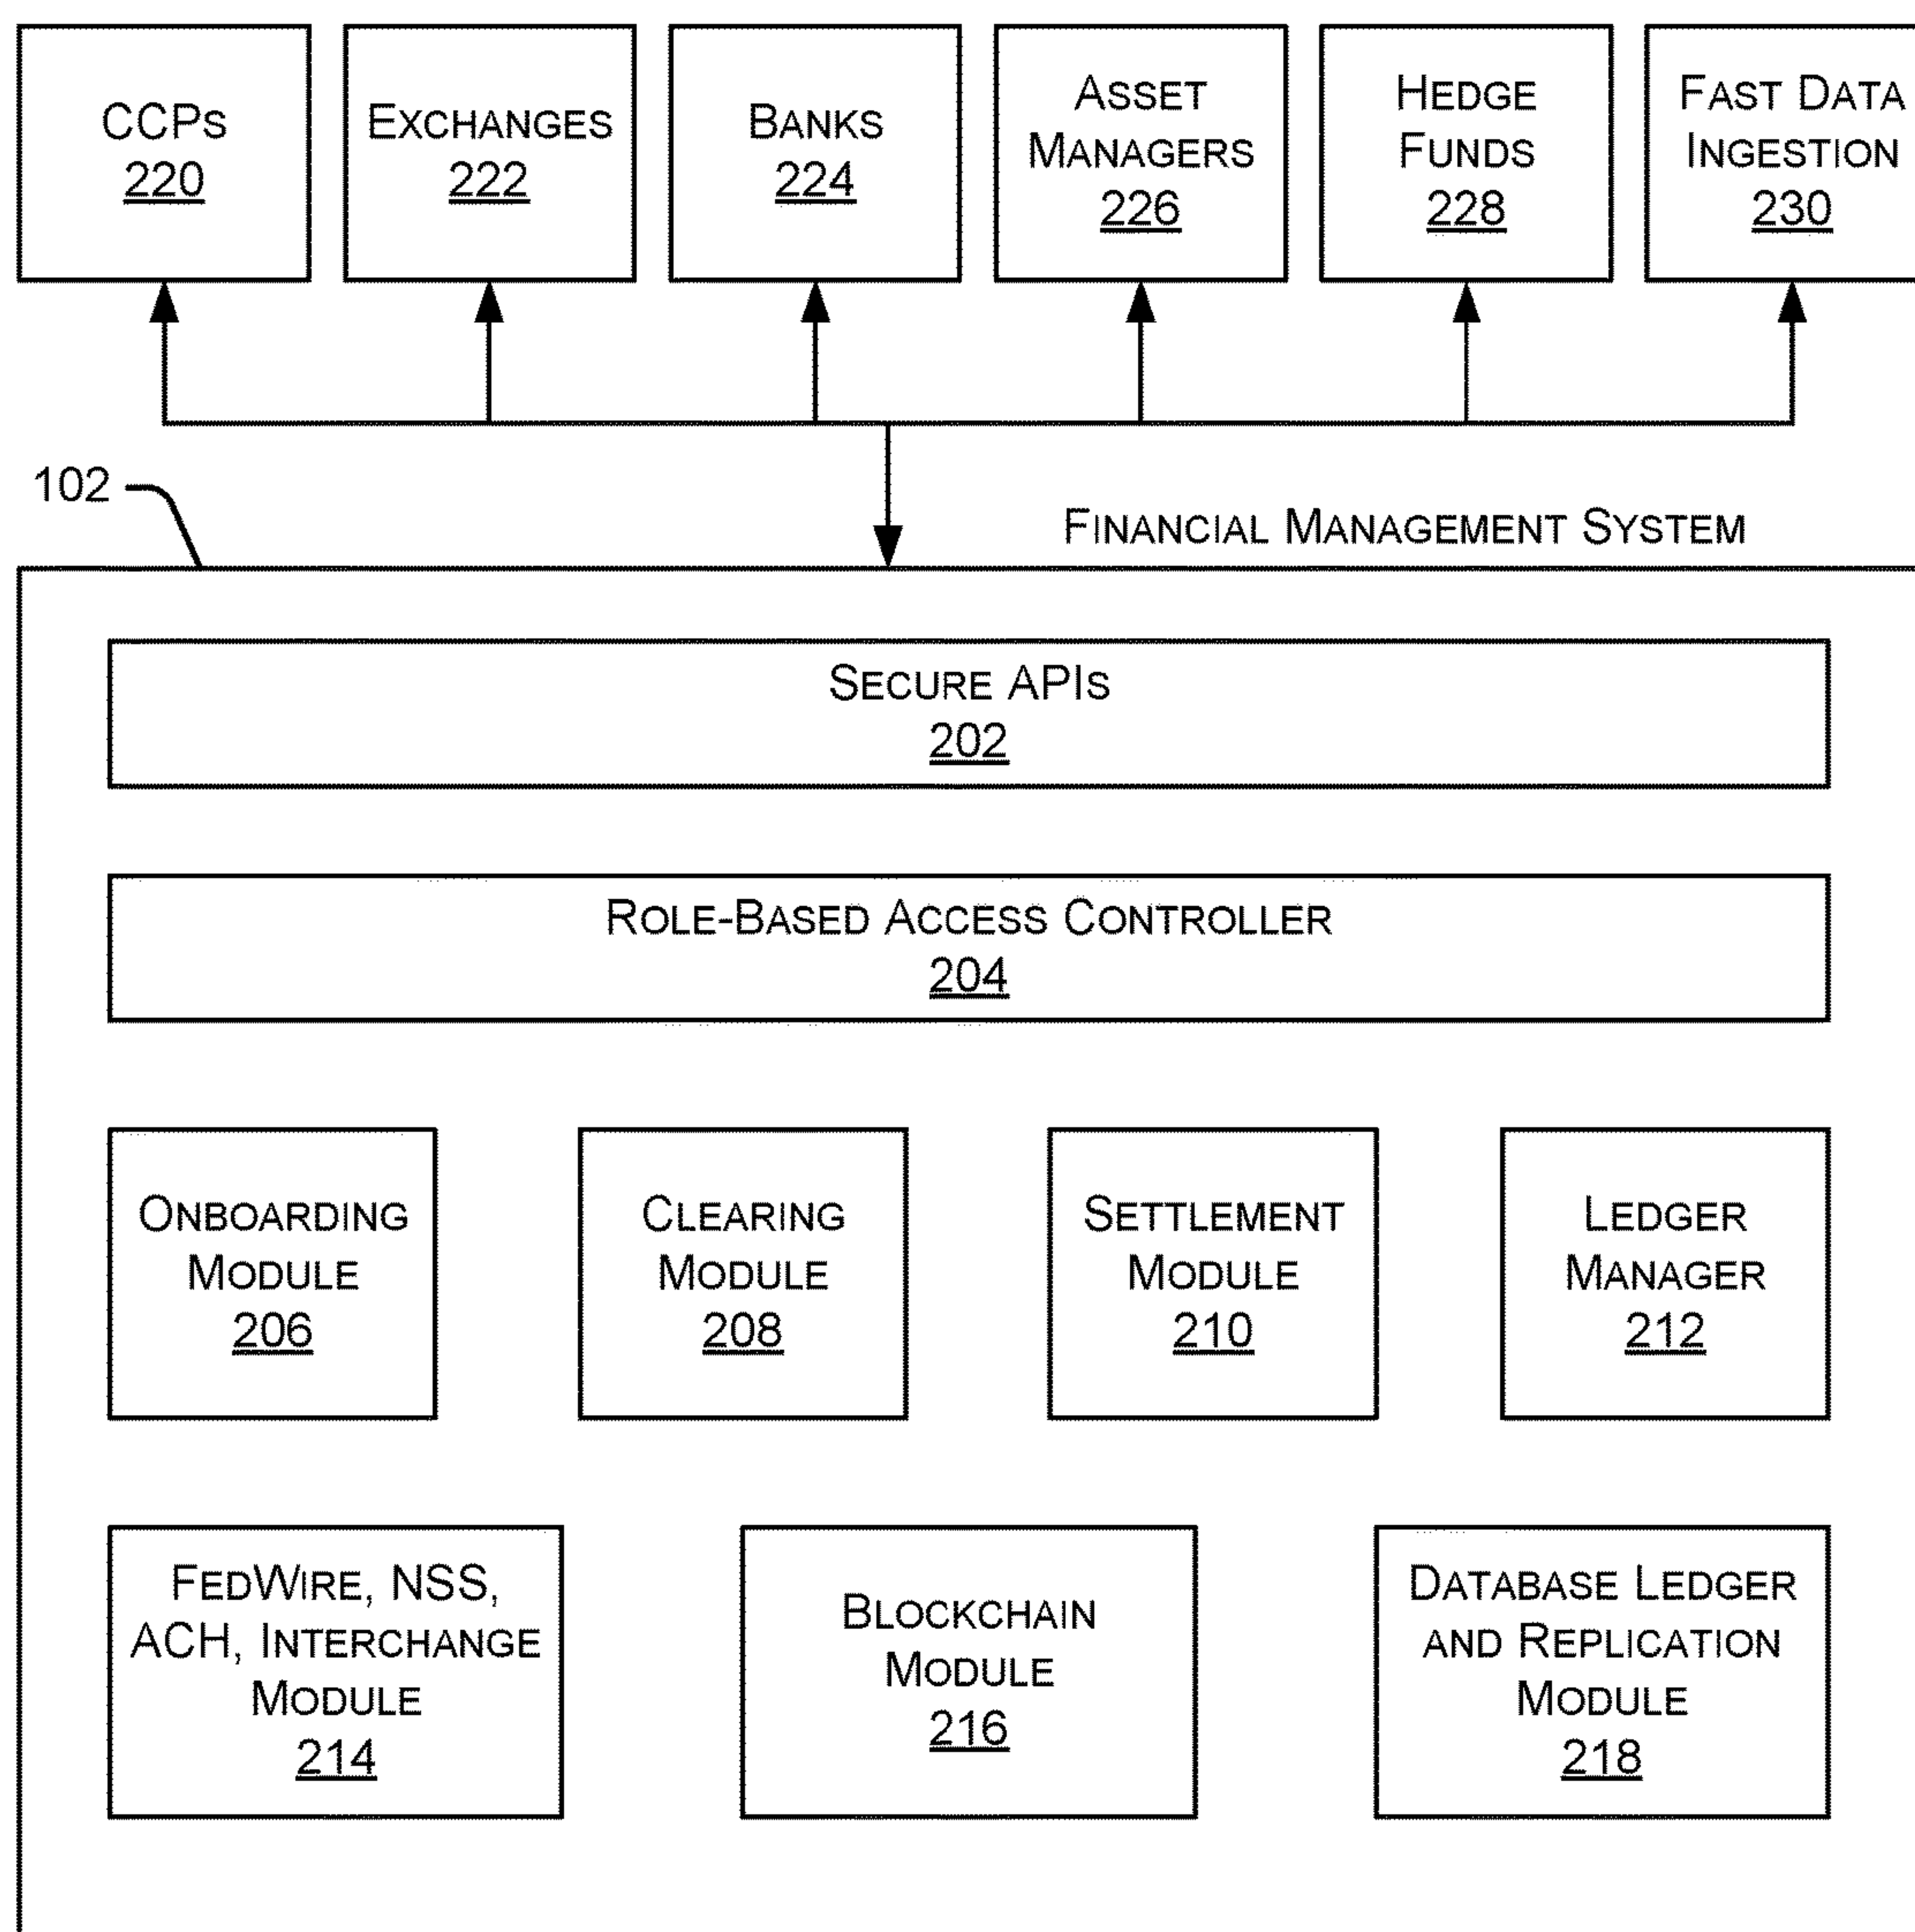 CCPs
220
Exchanges
222
Banks
224
Asset
Managers
226
Hedge
Funds
228
Fast Data
Ingestion
230
102
Financial Management System
Secure APIs
202
Role-Based Access Controller
204
Onboarding
Module
206
Clearing
Module
208
Settlement
Module
210
Ledger
Manager
212
FedWire, NSS,
ACH, Interchange
Module
214
Blockchain
Module
216
Database Ledger
and Replication
Module
218